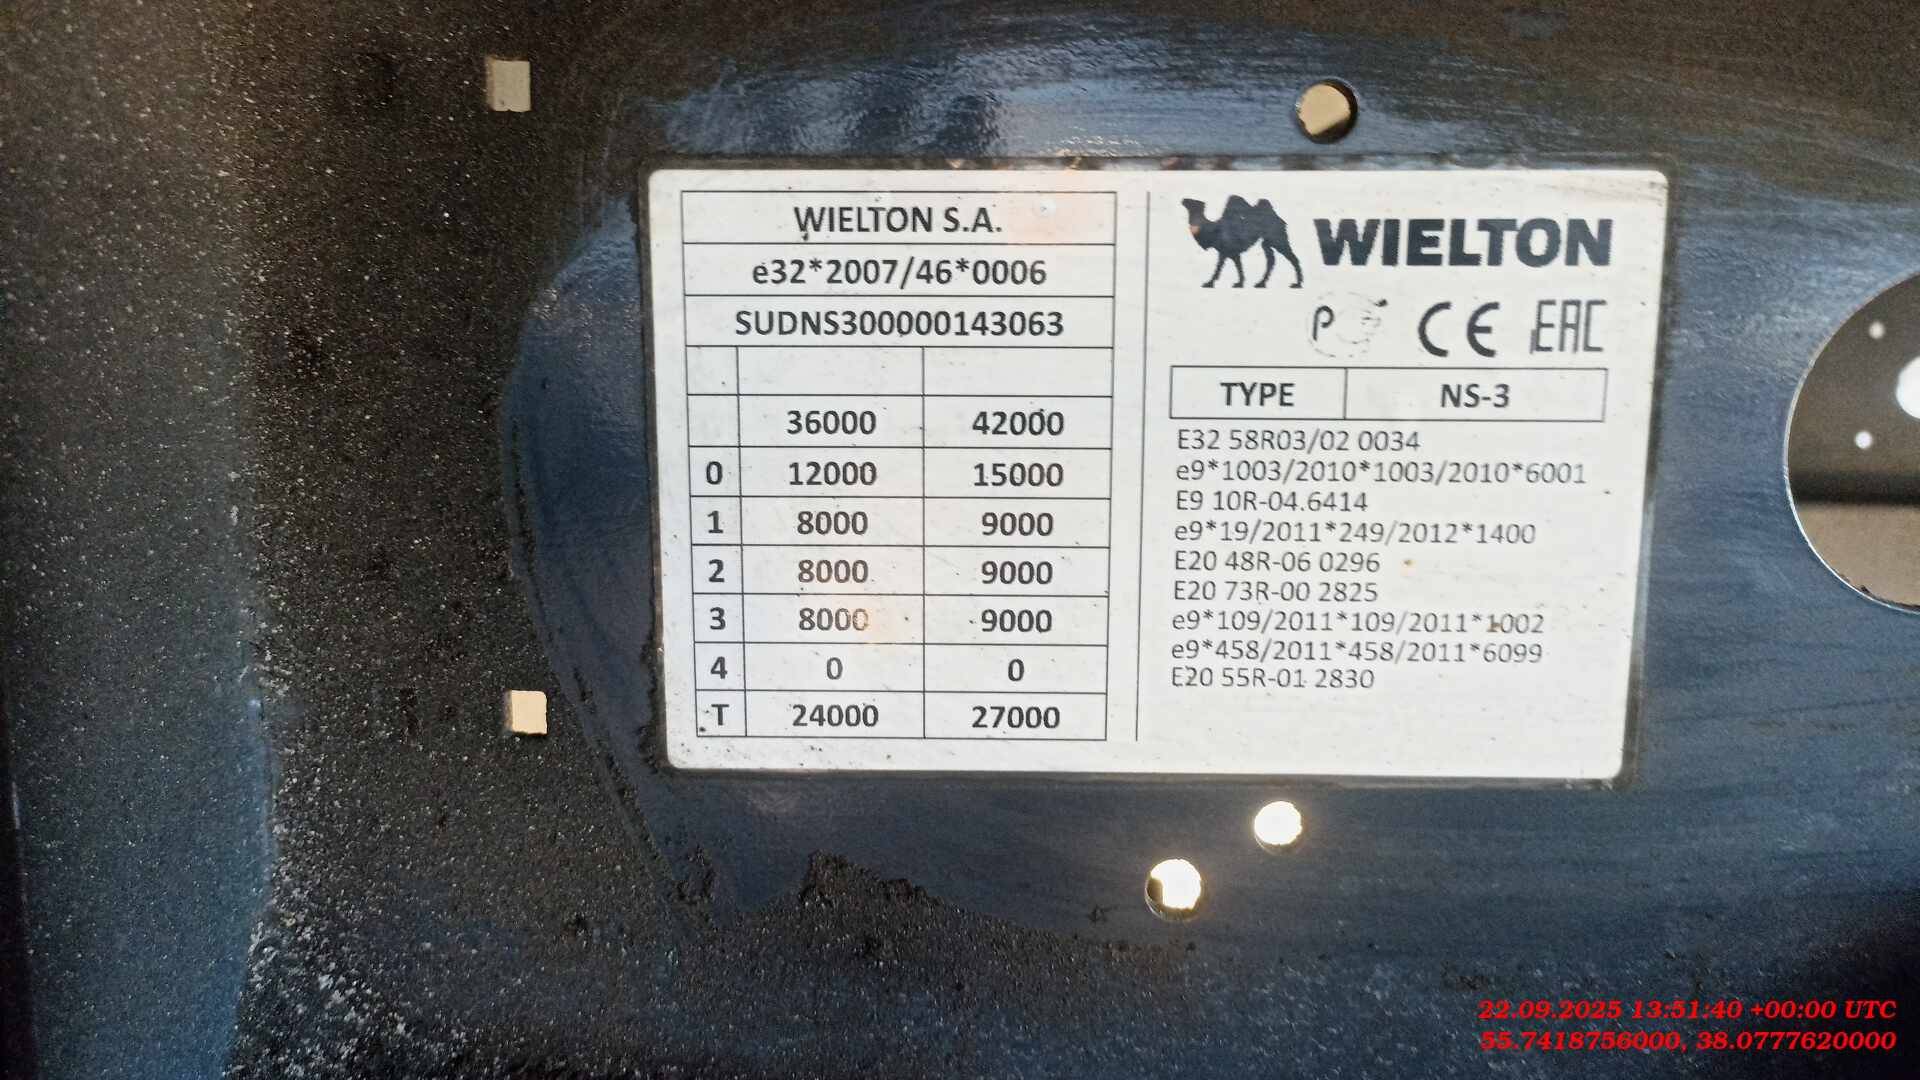 WIELTON S.A.
e32*2007/46*0006
SUDNS300000143063
36000 42000
0 12000 15000
1 8000 9000
2 8000 9000
3 8000 9000
4 0 0
T 24000 27000
WIELTON
P CE EAC
TYPE NS-3
E32 58R03/02 0034
e9*1003/2010*1003/2010*6001
E9 10R-04.6414
e9*19/2011*249/2012*1400
E20 48R-06 0296
E20 73R-00 2825
e9*109/2011*109/2011*1002
e9*458/2011*458/2011*6099
E20 55R-01 2830
22.09.2025 13:51:40 +00:00 UTC
55.7418756000, 38.0777620000